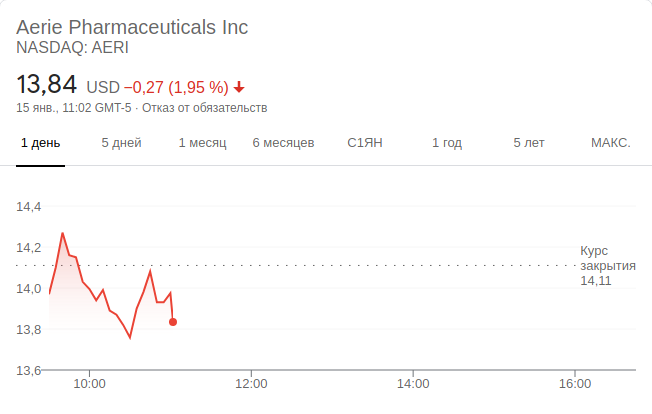 Aerie Pharmaceuticals Inc
NASDAQ: AERI
13,84 USD −0,27 (1,95 %)
15 янв., 11:02 GMT-5 · Отказ от обязательств
1 день 5 дней 1 месяц 6 месяцев С1ЯН 1 год 5 лет МАКС.
14,4
14,2
Курс
закрытия
14,11
14,0
13,8
13,6
10:00 12:00 14:00 16:00